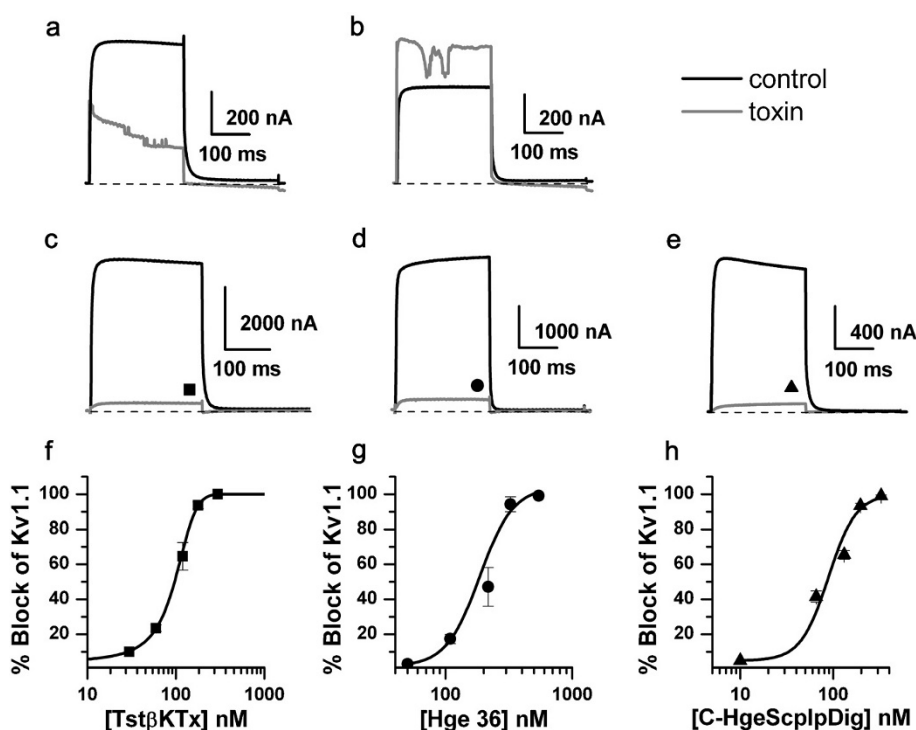 a
b
control
toxin
200 nA
100 ms
200 nA
100 ms
c
d
e
2000 nA
100 ms
1000 nA
100 ms
400 nA
100 ms
f
g
h
% Block of Kv1.1
100
80
60
40
20
10
100
1000
[TstβKTx] nM
% Block of Kv1.1
100
80
60
40
20
100
1000
[Hge 36] nM
% Block of Kv1.1
100
80
60
40
20
10
100
1000
[C-HgeScplpDig] nM